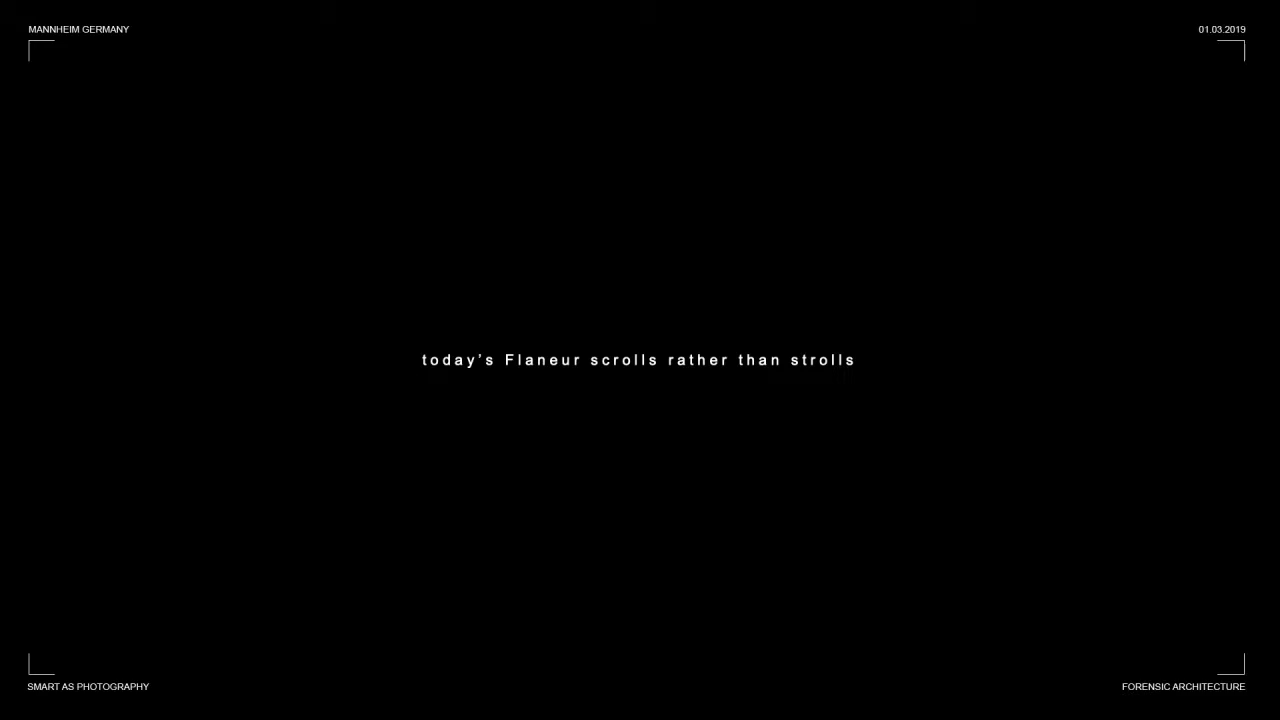 MANNHEIM GERMANY
01.03.2019
today’s Flaneur scrolls rather than strolls
SMART AS PHOTOGRAPHY
FORENSIC ARCHITECTURE